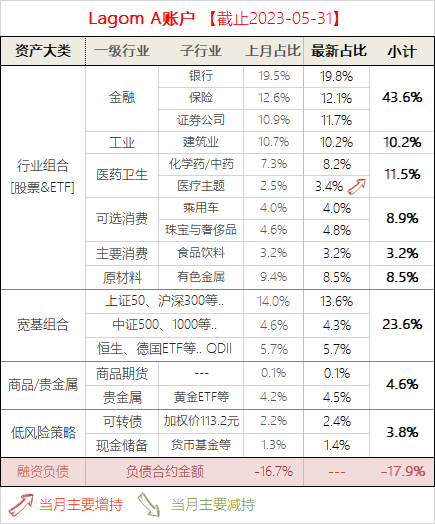 Lagom A账户 【截止2023-05-31】
资产大类 一级行业 子行业 上月占比 最新占比 小计
行业组合
[股票&ETF]
金融 银行 19.5% 19.8% 43.6%
保险 12.6% 12.1%
证券公司 10.9% 11.7%
工业 建筑业 10.7% 10.2% 10.2%
医药卫生 化学药/中药 7.3% 8.2% 11.5%
医疗主题 2.5% 3.4%
可选消费 乘用车 4.0% 4.0% 8.9%
珠宝与奢侈品 4.6% 4.8%
主要消费 食品饮料 3.2% 3.2% 3.2%
原材料 有色金属 9.4% 8.5% 8.5%
宽基组合 上证50、沪深300等.. 14.0% 13.6% 23.6%
中证500、1000等.. 4.6% 4.3%
恒生、德国ETF等.. QDII 5.7% 5.7%
商品/贵金属 商品期货 --- 0.1% 0.1% 4.6%
贵金属 黄金ETF等 4.2% 4.5%
低风险策略 可转债 加权价113.2元 2.2% 2.4% 3.8%
现金储备 货币基金等 1.3% 1.4%
融资负债 负债合约金额 -16.7% --- -17.9%
当月主要增持 当月主要减持